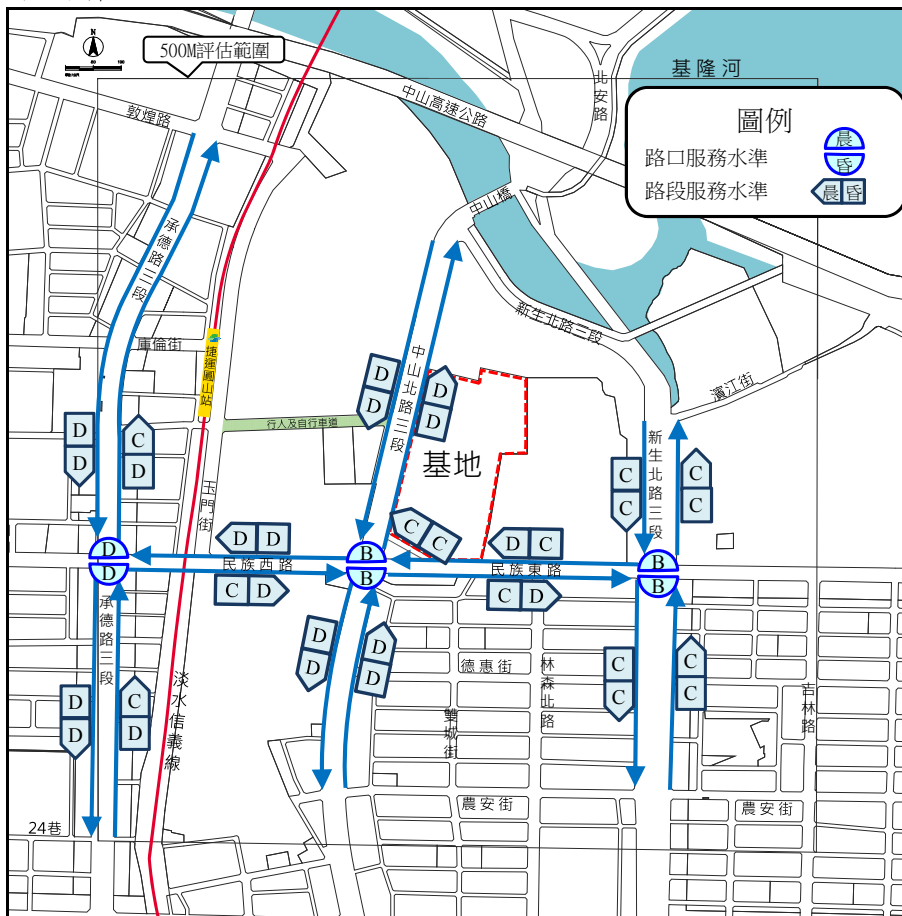 N
500M評估範圍
基隆河
北安路
中山高速公路
敦煌路
圖例
路口服務水準
晨
昏
路段服務水準
晨 昏
承德路三段
中山橋
新生北路三段
庫倫街
捷運圓山站
中山北路三段
濱江街
D
D
C
D
D
D
D
D
行人及自行車道
基地
新生北路三段
C
C
C
C
玉門街
C C
D D
D C
D
D
B
B
B
B
民族西路
民族東路
C D
C D
承德路三段
D
D
D
D
德惠街
林森北路
C
C
C
C
吉林路
淡水信義線
D
D
C
D
雙城街
農安街
農安街
24巷